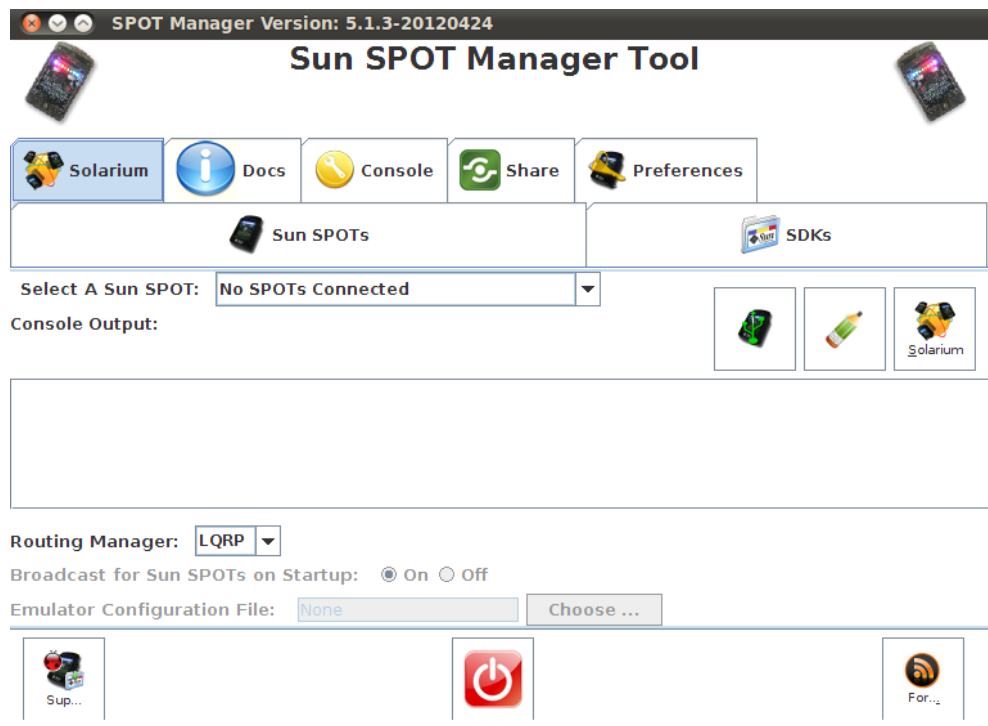 SPOT Manager Version: 5.1.3-20120424
Sun SPOT Manager Tool
Solarium
Docs
Console
Share
Preferences
Sun SPOTs
Sun
SDKs
Select A Sun SPOT: No SPOTs Connected
Console Output:
Solarium
Routing Manager: LQRP
Broadcast for Sun SPOTs on Startup: On Off
Emulator Configuration File: None Choose ...
Sup...
For...